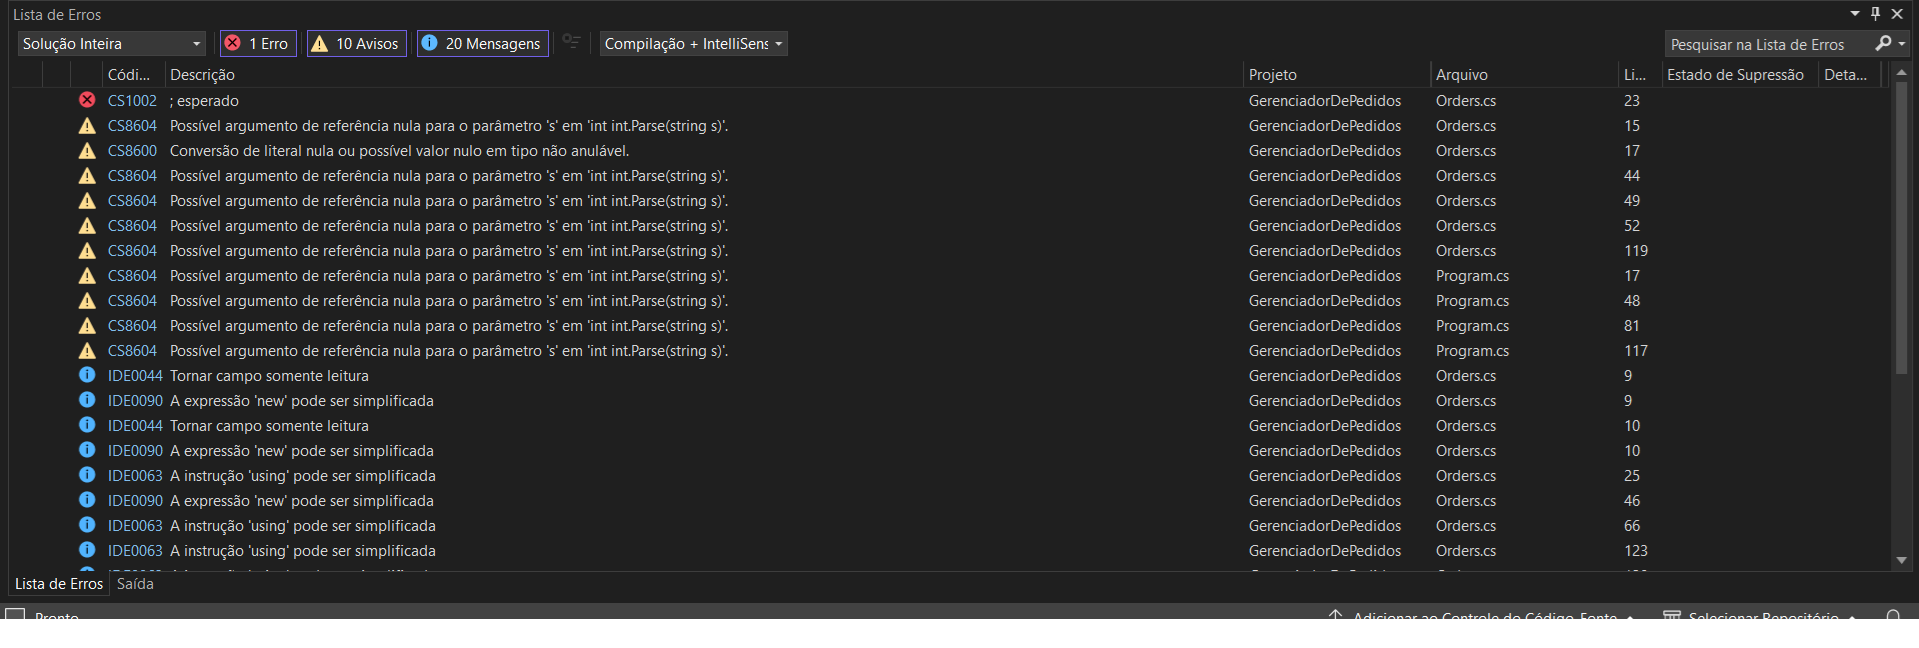 Lista de Erros
Solução Inteira 1 Erro 10 Avisos 20 Mensagens Compilação + IntelliSens Pesquisar na Lista de Erros
Códi... Descrição Projeto Arquivo Li... Estado de Supressão Deta...
CS1002 ; esperado GerenciadorDePedidos Orders.cs 23
CS8604 Possível argumento de referência nula para o parâmetro 's' em 'int int.Parse(string s)'. GerenciadorDePedidos Orders.cs 15
CS8600 Conversão de literal nula ou possível valor nulo em tipo não anulável. GerenciadorDePedidos Orders.cs 17
CS8604 Possível argumento de referência nula para o parâmetro 's' em 'int int.Parse(string s)'. GerenciadorDePedidos Orders.cs 44
CS8604 Possível argumento de referência nula para o parâmetro 's' em 'int int.Parse(string s)'. GerenciadorDePedidos Orders.cs 49
CS8604 Possível argumento de referência nula para o parâmetro 's' em 'int int.Parse(string s)'. GerenciadorDePedidos Orders.cs 52
CS8604 Possível argumento de referência nula para o parâmetro 's' em 'int int.Parse(string s)'. GerenciadorDePedidos Orders.cs 119
CS8604 Possível argumento de referência nula para o parâmetro 's' em 'int int.Parse(string s)'. GerenciadorDePedidos Program.cs 17
CS8604 Possível argumento de referência nula para o parâmetro 's' em 'int int.Parse(string s)'. GerenciadorDePedidos Program.cs 48
CS8604 Possível argumento de referência nula para o parâmetro 's' em 'int int.Parse(string s)'. GerenciadorDePedidos Program.cs 81
CS8604 Possível argumento de referência nula para o parâmetro 's' em 'int int.Parse(string s)'. GerenciadorDePedidos Program.cs 117
IDE0044 Tornar campo somente leitura GerenciadorDePedidos Orders.cs 9
IDE0090 A expressão 'new' pode ser simplificada GerenciadorDePedidos Orders.cs 9
IDE0044 Tornar campo somente leitura GerenciadorDePedidos Orders.cs 10
IDE0090 A expressão 'new' pode ser simplificada GerenciadorDePedidos Orders.cs 10
IDE0063 A instrução 'using' pode ser simplificada GerenciadorDePedidos Orders.cs 25
IDE0090 A expressão 'new' pode ser simplificada GerenciadorDePedidos Orders.cs 46
IDE0063 A instrução 'using' pode ser simplificada GerenciadorDePedidos Orders.cs 66
IDE0063 A instrução 'using' pode ser simplificada GerenciadorDePedidos Orders.cs 123
Lista de Erros Saída
Pronto Adicionar ao Controle do Código-Fonte Selecionar Repositório